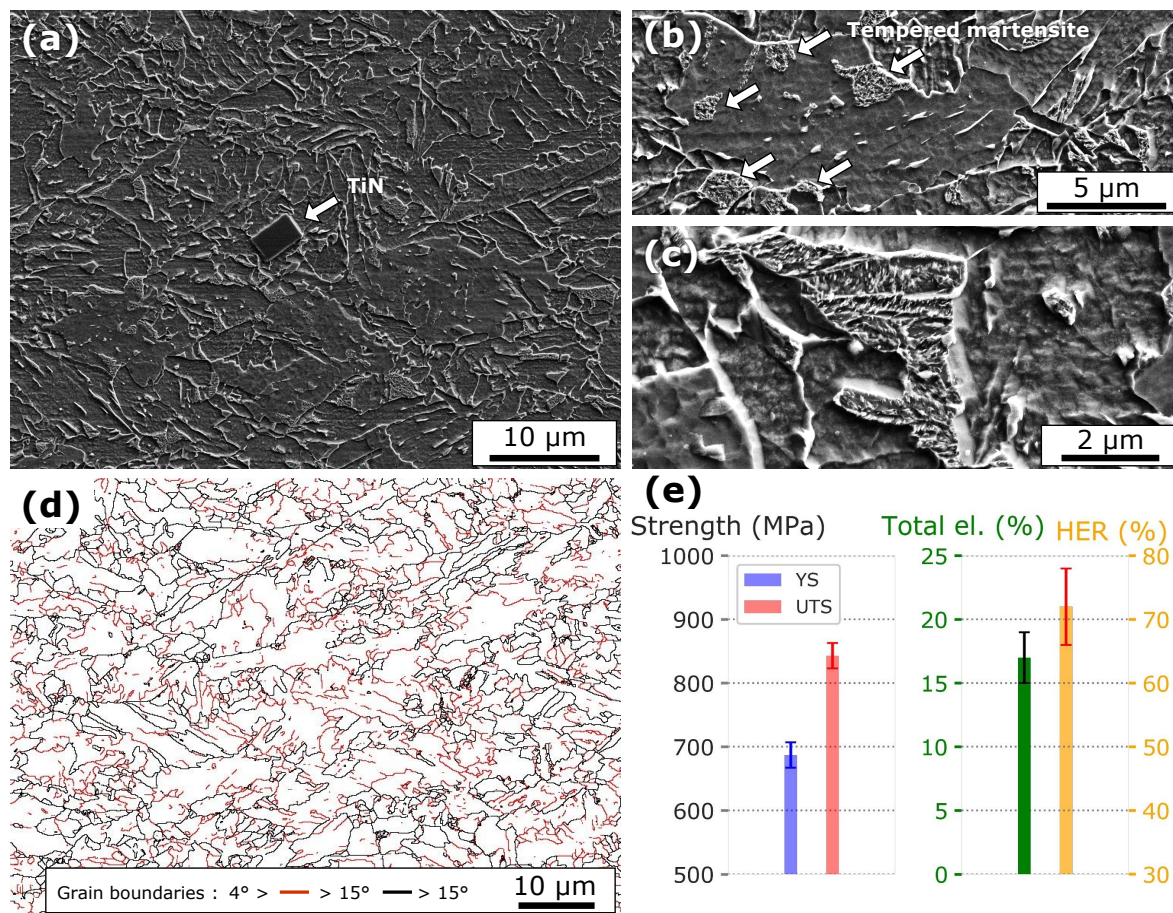 (a)
TiN
10 µm
(b)
Tempered martensite
5 µm
(c)
2 µm
(d)
Grain boundaries : 4° > > 15° > 15°
10 µm
(e)
Strength (MPa)
Total el. (%)
HER (%)
1000
900
800
700
600
500
YS
UTS
25
20
15
10
5
0
80
70
60
50
40
30